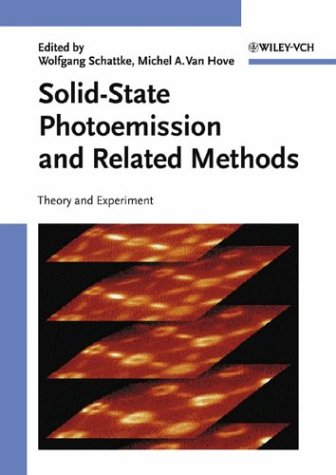 Edited by
Wolfgang Schattke, Michel A. Van Hove
WILEY-VCH
Solid-State
Photoemission
and Related Methods
Theory and Experiment